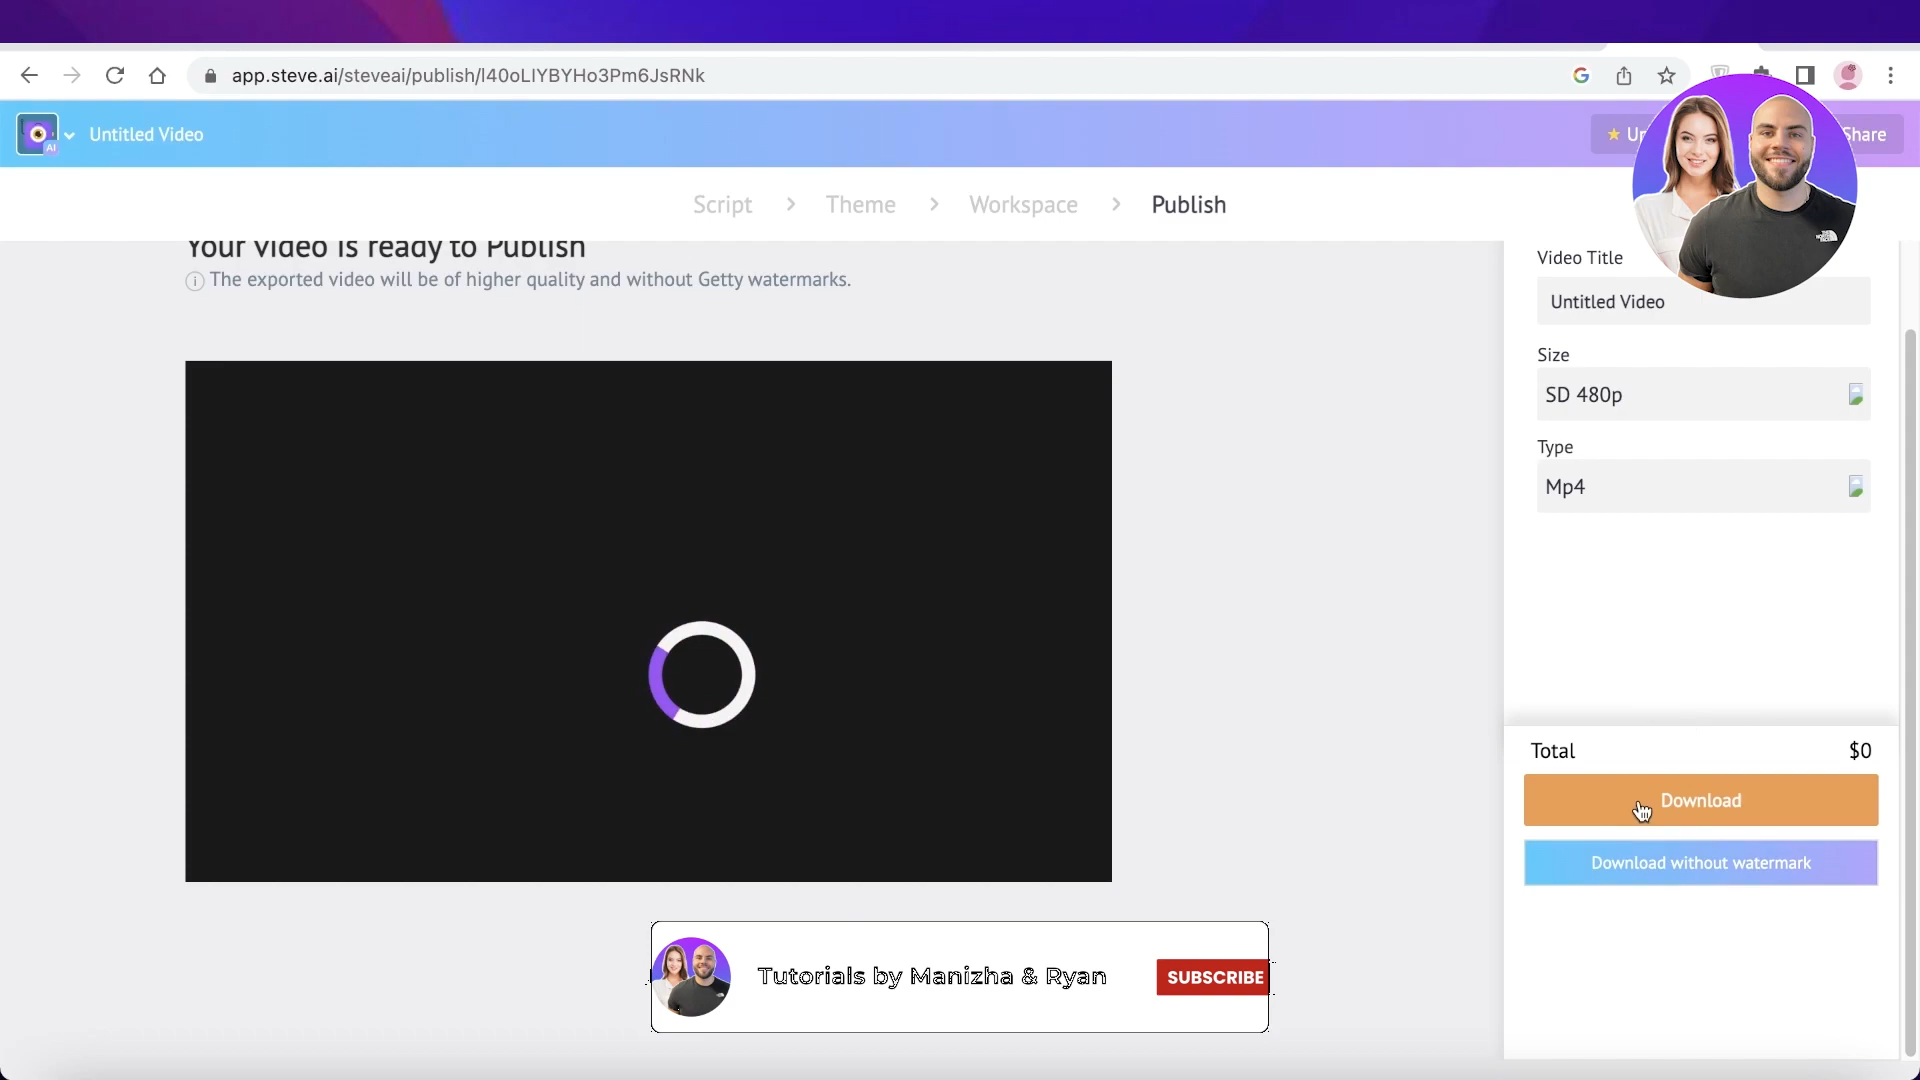 app.steve.ai/steveai/publish/l40oLIYBYHo3Pm6JsRNk
AI
Untitled Video
Share
Script > Theme > Workspace > Publish
Your video is ready to Publish
The exported video will be of higher quality and without Getty watermarks.
Video Title
Untitled Video
Size
SD 480p
Type
Mp4
Total $0
Download
Download without watermark
Tutorials by Manizha & Ryan
SUBSCRIBE